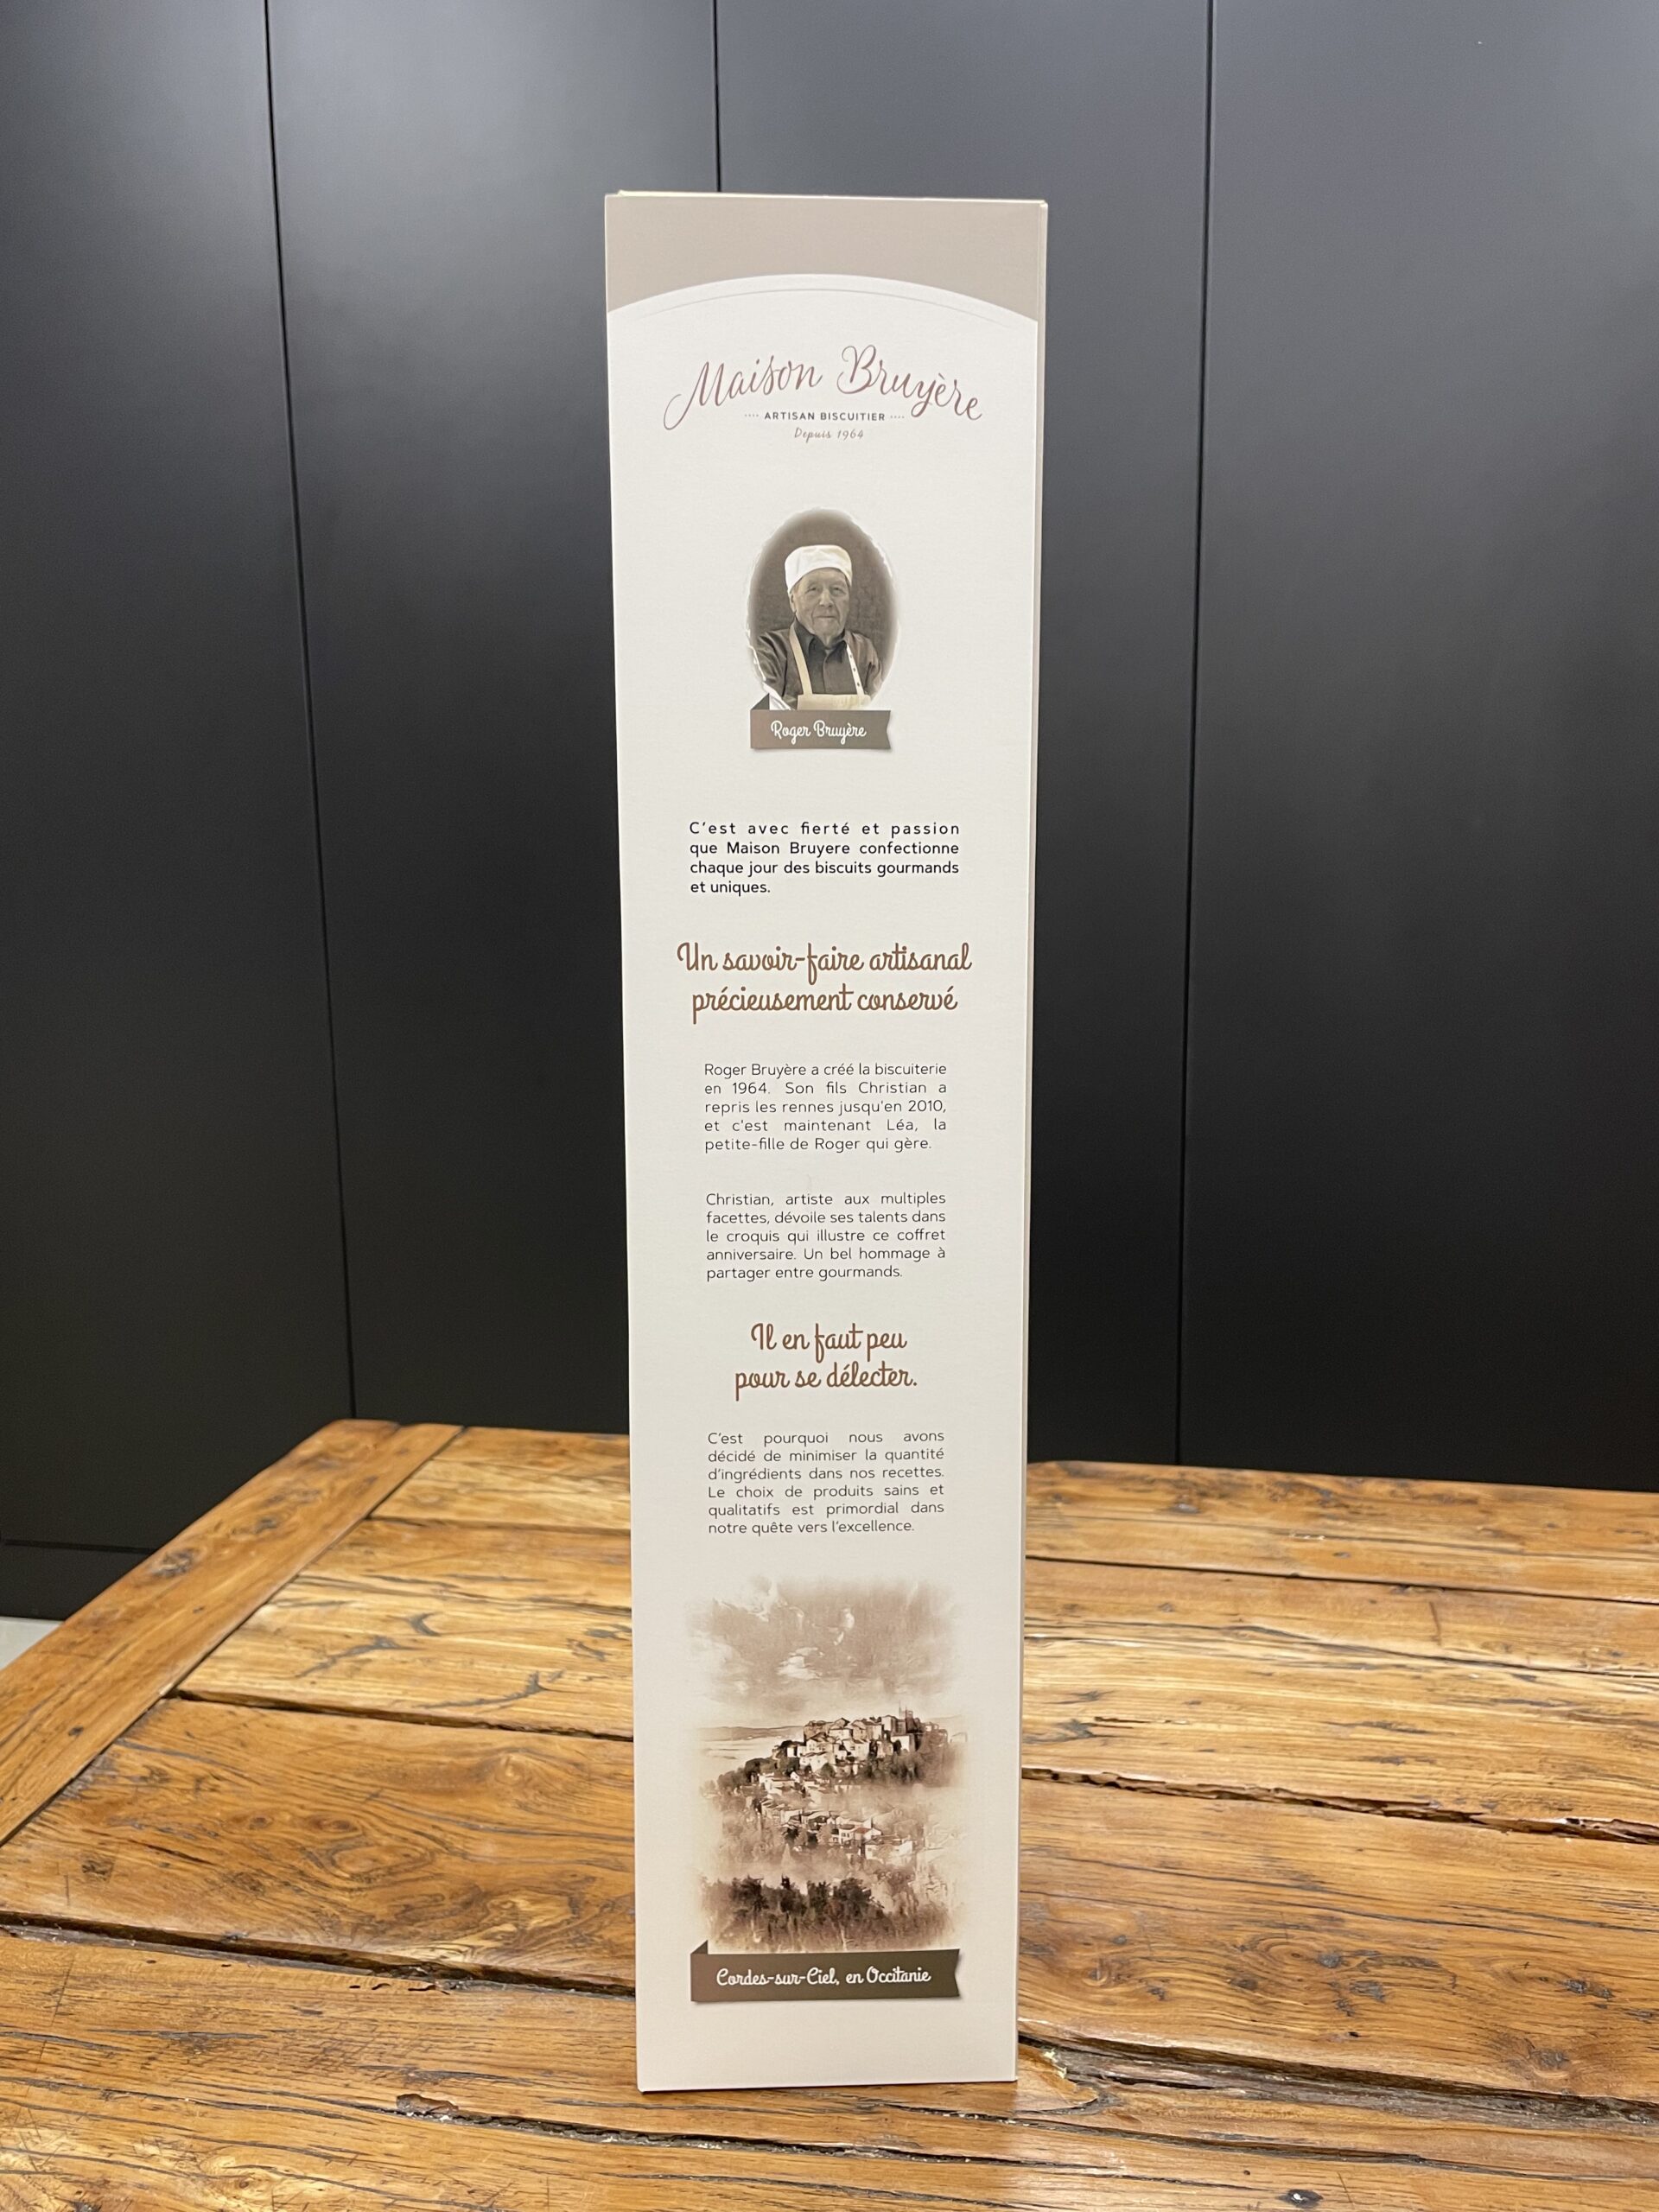 Maison Bruyère
ARTISAN BISCUITIER
Depuis 1964
Roger Bruyère
C'est avec fierté et passion
que Maison Bruyere confectionne
chaque jour des biscuits gourmands
et uniques.
Un savoir-faire artisanal
précieusement conservé
Roger Bruyère a créé la biscuiterie
en 1964. Son fils Christian a
repris les rennes jusqu'en 2010,
et c'est maintenant Léa, la
petite-fille de Roger qui gère.
Christian, artiste aux multiples
facettes, dévoile ses talents dans
le croquis qui illustre ce coffret
anniversaire. Un bel hommage à
partager entre gourmands.
Il en faut peu
pour se délecter.
C'est pourquoi nous avons
décidé de minimiser la quantité
d'ingrédients dans nos recettes.
Le choix de produits sains et
qualitatifs est primordial dans
notre quête vers l'excellence.
Cordes-sur-Ciel, en Occitanie